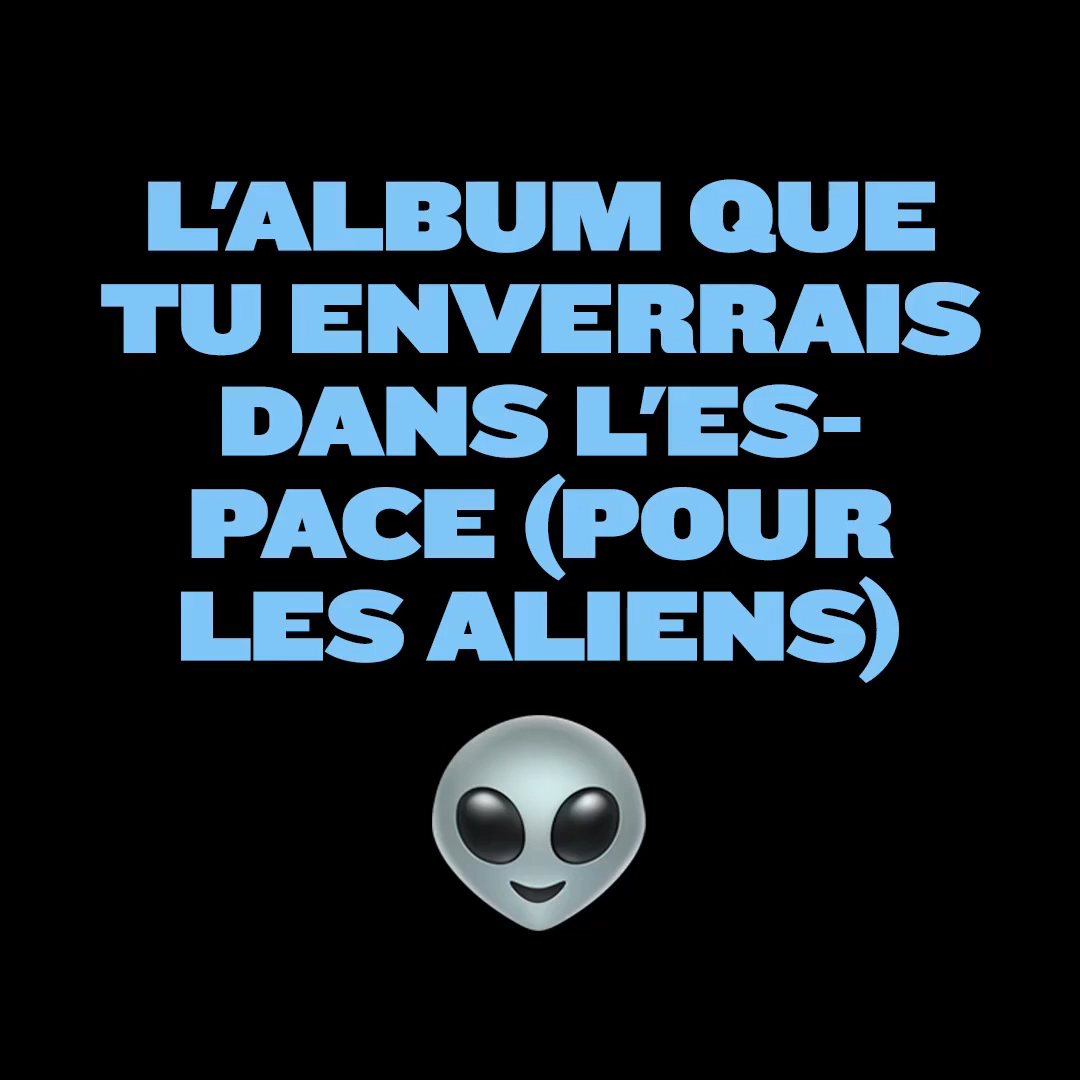 L'ALBUM QUE
TU ENVERRAIS
DANS L'ES-
PACE (POUR
LES ALIENS)